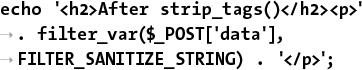 echo '<h2>After strip_tags()</h2><p>'
→. filter_var($_POST['data'],
→FILTER_SANITIZE_STRING) . '</p>';